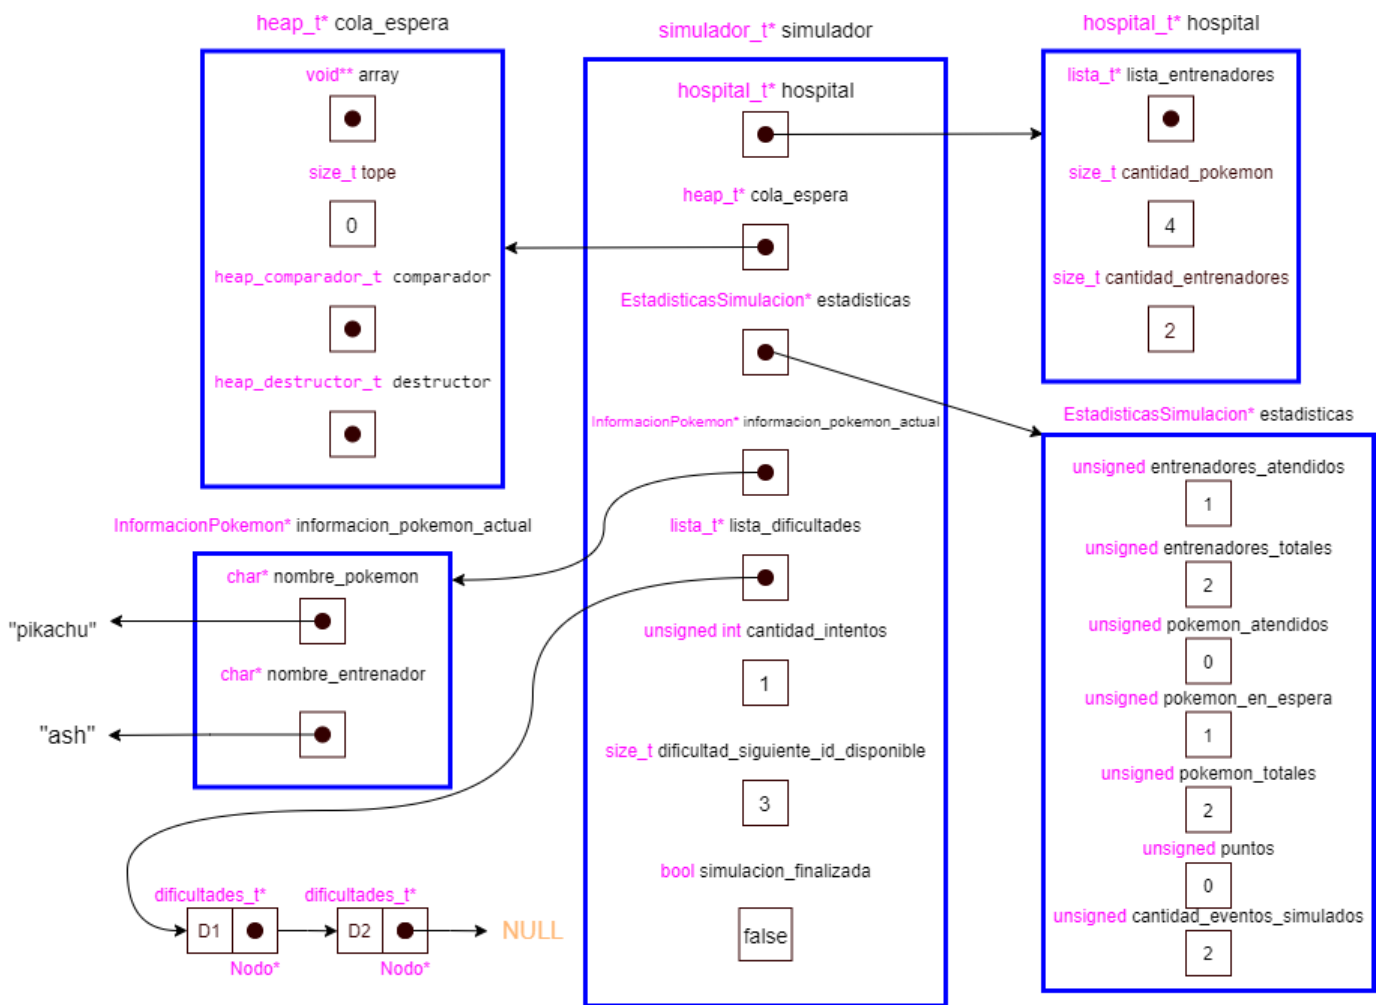 heap_t* cola_espera
void** array
size_t tope
0
heap_comparador_t comparador
heap_destructor_t destructor
simulador_t* simulador
hospital_t* hospital
heap_t* cola_espera
EstadisticasSimulacion* estadisticas
InformacionPokemon* informacion_pokemon_actual
lista_t* lista_dificultades
unsigned int cantidad_intentos
1
size_t dificultad_siguiente_id_disponible
3
bool simulacion_finalizada
false
hospital_t* hospital
lista_t* lista_entrenadores
size_t cantidad_pokemon
4
size_t cantidad_entrenadores
2
EstadisticasSimulacion* estadisticas
unsigned entrenadores_atendidos
1
unsigned entrenadores_totales
2
unsigned pokemon_atendidos
0
unsigned pokemon_en_espera
1
unsigned pokemon_totales
2
unsigned puntos
0
unsigned cantidad_eventos_simulados
2
InformacionPokemon* informacion_pokemon_actual
char* nombre_pokemon
"pikachu"
char* nombre_entrenador
"ash"
dificultades_t* dificultades_t*
D1 D2 NULL
Nodo* Nodo*